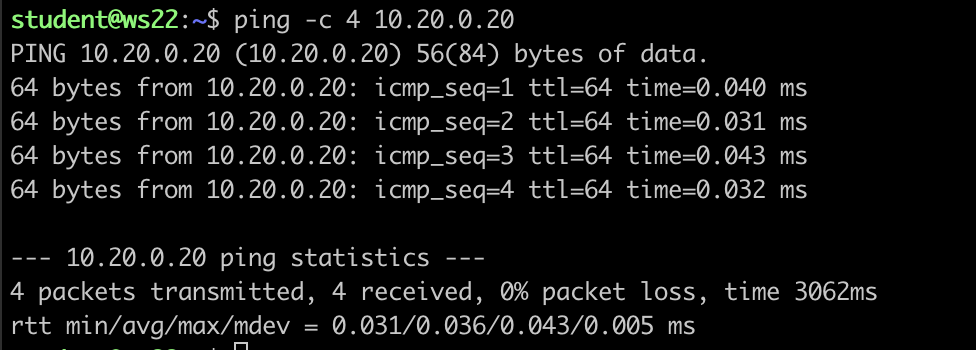 student@ws22:~$ ping -c 4 10.20.0.20
PING 10.20.0.20 (10.20.0.20) 56(84) bytes of data.
64 bytes from 10.20.0.20: icmp_seq=1 ttl=64 time=0.040 ms
64 bytes from 10.20.0.20: icmp_seq=2 ttl=64 time=0.031 ms
64 bytes from 10.20.0.20: icmp_seq=3 ttl=64 time=0.043 ms
64 bytes from 10.20.0.20: icmp_seq=4 ttl=64 time=0.032 ms
--- 10.20.0.20 ping statistics ---
4 packets transmitted, 4 received, 0% packet loss, time 3062ms
rtt min/avg/max/mdev = 0.031/0.036/0.043/0.005 ms